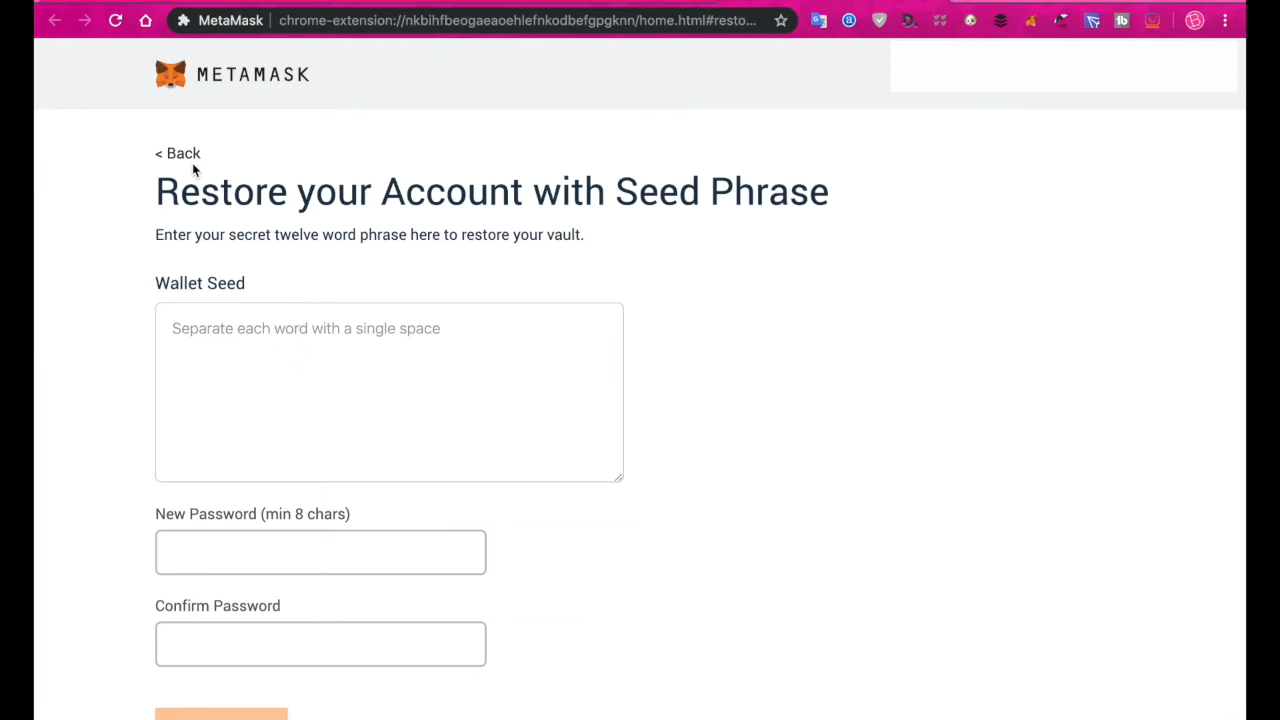 MetaMask chrome-extension://nkbihfbeogaeaoehlefnkodbefgpgknn/home.html#resto...
METAMASK
< Back
Restore your Account with Seed Phrase
Enter your secret twelve word phrase here to restore your vault.
Wallet Seed
Separate each word with a single space
New Password (min 8 chars)
Confirm Password